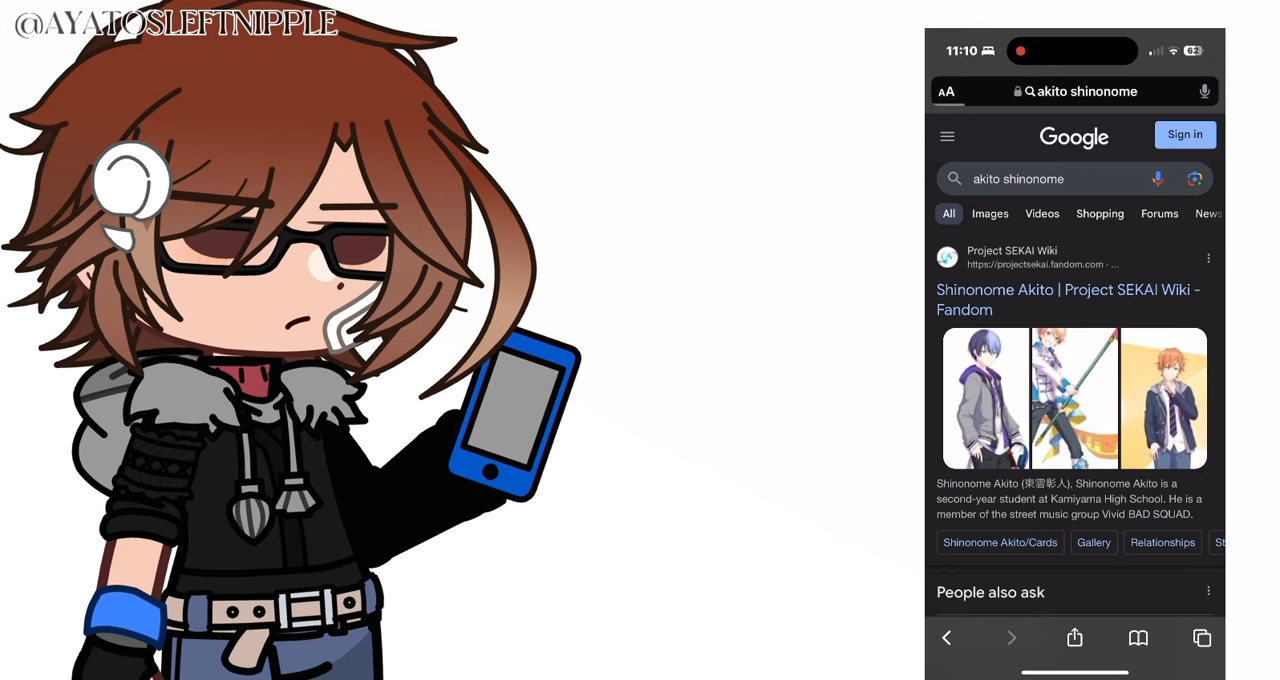 @AYATOSLEFTNIPPLE
11:10
62
AA
akito shinonome
Google
Sign in
akito shinonome
All Images Videos Shopping Forums News
Project SEKAI Wiki
https://projectsekai.fandom.com › ...
Shinonome Akito | Project SEKAI Wiki -
Fandom
Shinonome Akito (東雲彰人), Shinonome Akito is a
second-year student at Kamiyama High School. He is a
member of the street music group Vivid BAD SQUAD.
Shinonome Akito/Cards Gallery Relationships St
People also ask